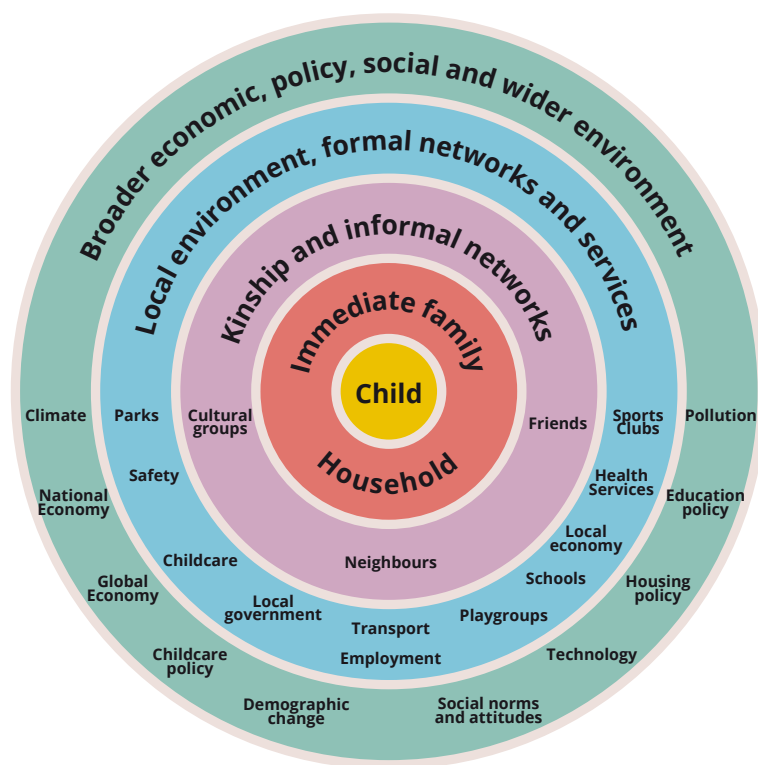 Broader economic, policy, social and wider environment
Local environment, formal networks and services
Kinship and informal networks
Immediate family
Child
Household
Climate
Parks
Cultural
groups
Friends
Sports
Clubs
Pollution
Safety
Health
Services
National
Economy
Education
policy
Childcare
Neighbours
Local
economy
Global
Economy
Local
government
Schools
Housing
policy
Transport
Playgroups
Childcare
policy
Employment
Technology
Demographic
change
Social norms
and attitudes